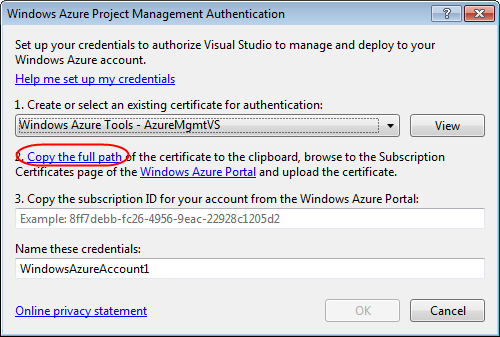 Windows Azure Project Management Authentication
Set up your credentials to authorize Visual Studio to manage and deploy to your
Windows Azure account.
Help me set up my credentials
1. Create or select an existing certificate for authentication:
Windows Azure Tools - AzureMgmtVS
View
2. Copy the full path of the certificate to the clipboard, browse to the Subscription
Certificates page of the Windows Azure Portal and upload the certificate.
3. Copy the subscription ID for your account from the Windows Azure Portal:
Example: 8ff7debb-fc26-4956-9eac-22928c1205d2
Name these credentials:
WindowsAzureAccount1
Online privacy statement
OK
Cancel